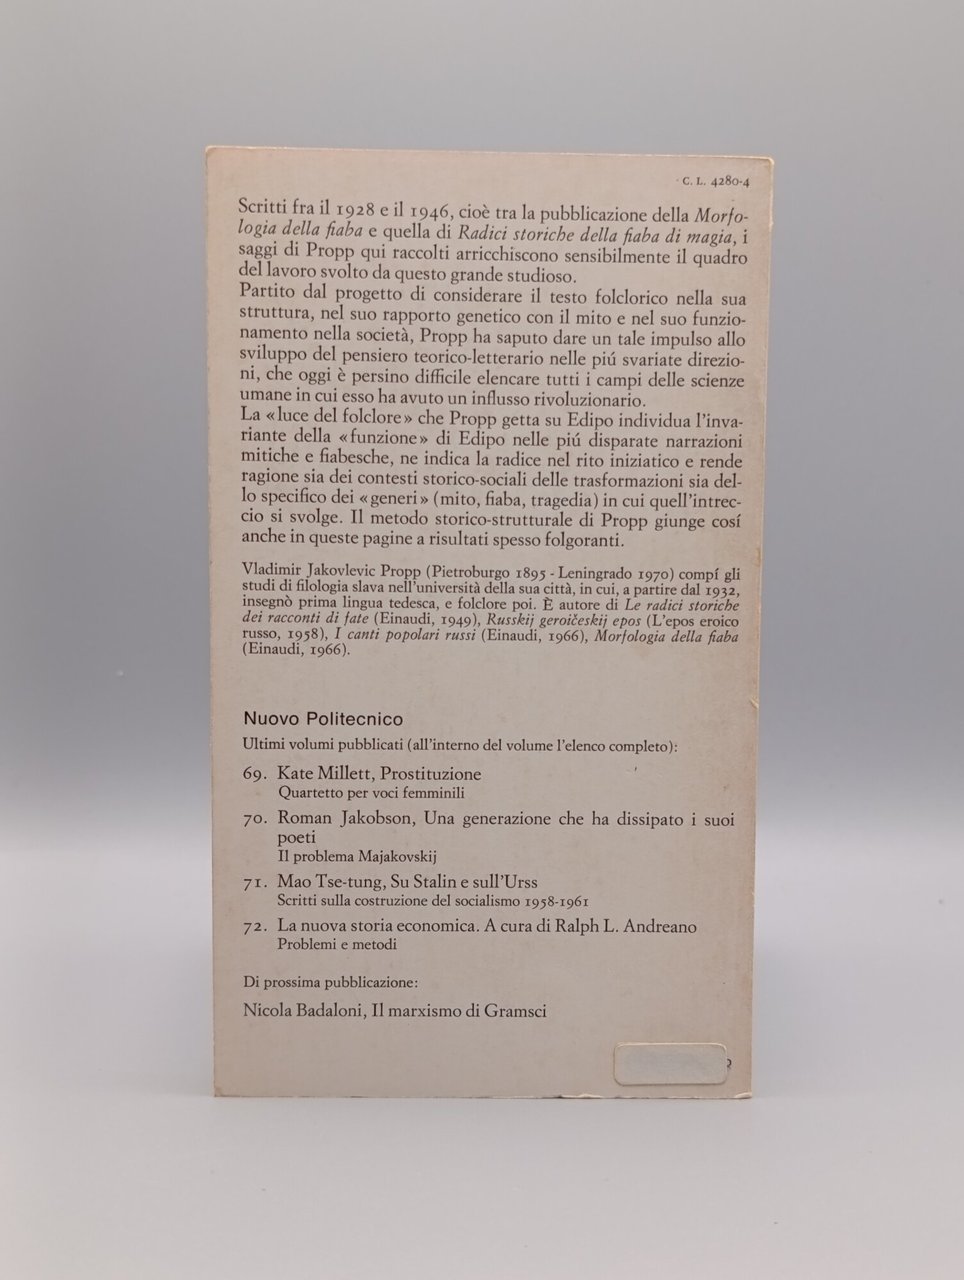 C. L. 4280-4
Scritti fra il 1928 e il 1946, cioè tra la pubblicazione della Morfo-
logia della fiaba e quella di Radici storiche della fiaba di magia, i
saggi di Propp qui raccolti arricchiscono sensibilmente il quadro
del lavoro svolto da questo grande studioso.
Partito dal progetto di considerare il testo folclorico nella sua
struttura, nel suo rapporto genetico con il mito e nel suo funzio-
namento nella società, Propp ha saputo dare un tale impulso allo
sviluppo del pensiero teorico-letterario nelle piú svariate direzio-
ni, che oggi è persino difficile elencare tutti i campi delle scienze
umane in cui esso ha avuto un influsso rivoluzionario.
La «luce del folclore» che Propp getta su Edipo individua l'inva-
riante della «funzione» di Edipo nelle piú disparate narrazioni
mitiche e fiabesche, ne indica la radice nel rito iniziatico e rende
ragione sia dei contesti storico-sociali delle trasformazioni sia del-
lo specifico dei «generi» (mito, fiaba, tragedia) in cui quell'intrec-
cio si svolge. Il metodo storico-strutturale di Propp giunge cosí
anche in queste pagine a risultati spesso folgoranti.
Vladimir Jakovlevic Propp (Pietroburgo 1895 - Leningrado 1970) compí gli
studi di filologia slava nell'università della sua città, in cui, a partire dal 1932,
insegnò prima lingua tedesca, e folclore poi. È autore di Le radici storiche
dei racconti di fate (Einaudi, 1949), Russkij geroičeskij epos (L'epos eroico
russo, 1958), I canti popolari russi (Einaudi, 1966), Morfologia della fiaba
(Einaudi, 1966).
Nuovo Politecnico
Ultimi volumi pubblicati (all'interno del volume l'elenco completo):
69. Kate Millett, Prostituzione
Quartetto per voci femminili
70. Roman Jakobson, Una generazione che ha dissipato i suoi
poeti
Il problema Majakovskij
71. Mao Tse-tung, Su Stalin e sull'Urss
Scritti sulla costruzione del socialismo 1958-1961
72. La nuova storia economica. A cura di Ralph L. Andreano
Problemi e metodi
Di prossima pubblicazione:
Nicola Badaloni, Il marxismo di Gramsci